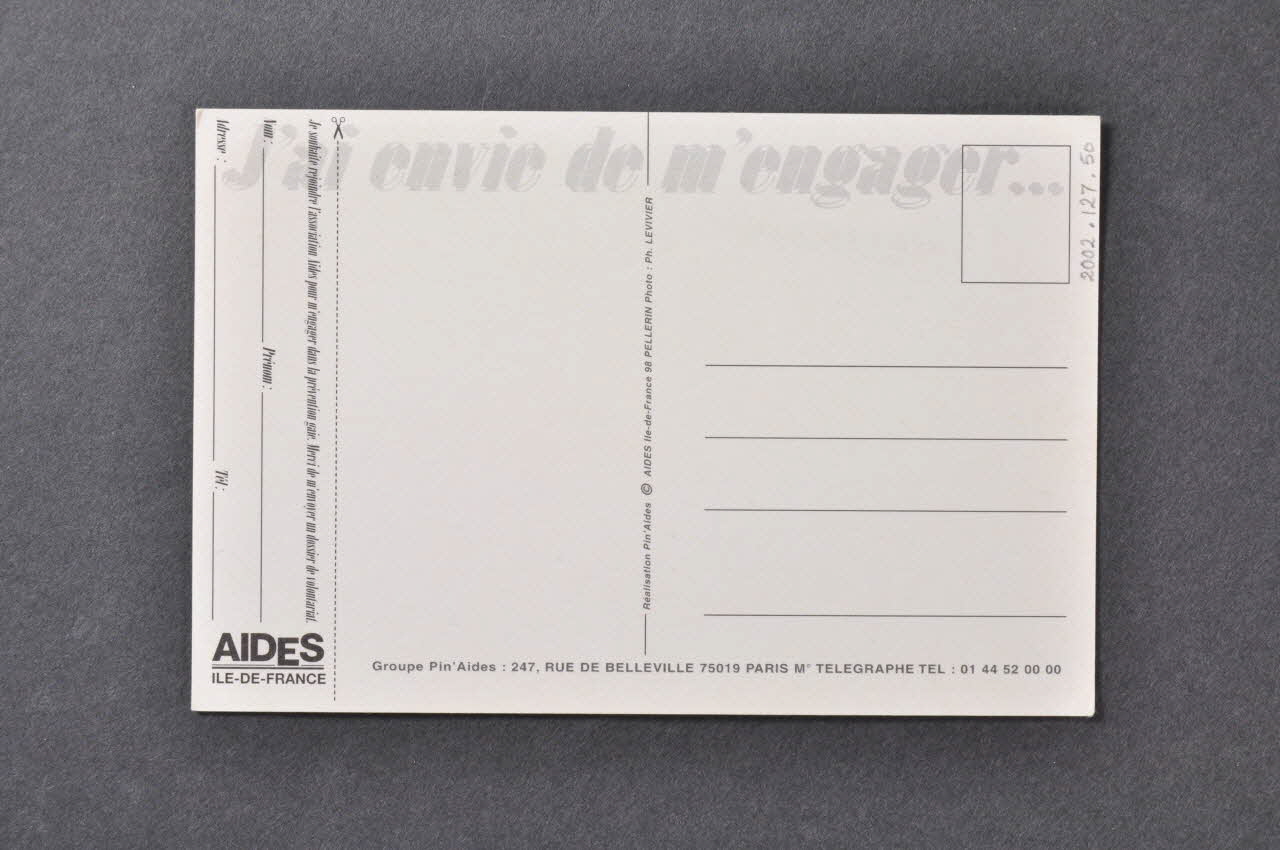 J'ai envie de m'engager...
2002.127.50
Je souhaite rejoindre l'association Aides pour m'engager dans la prévention gaie. Merci de m'envoyer un dossier de volontariat.
Nom : Prénom :
Adresse : Tél :
AIDES
ILE-DE-FRANCE
Réalisation Pin'Aides © AIDES Ile-de-France 98 PELLERIN Photo : Ph. LEVIVIER
Groupe Pin'Aides : 247, RUE DE BELLEVILLE 75019 PARIS M° TELEGRAPHE TEL : 01 44 52 00 00